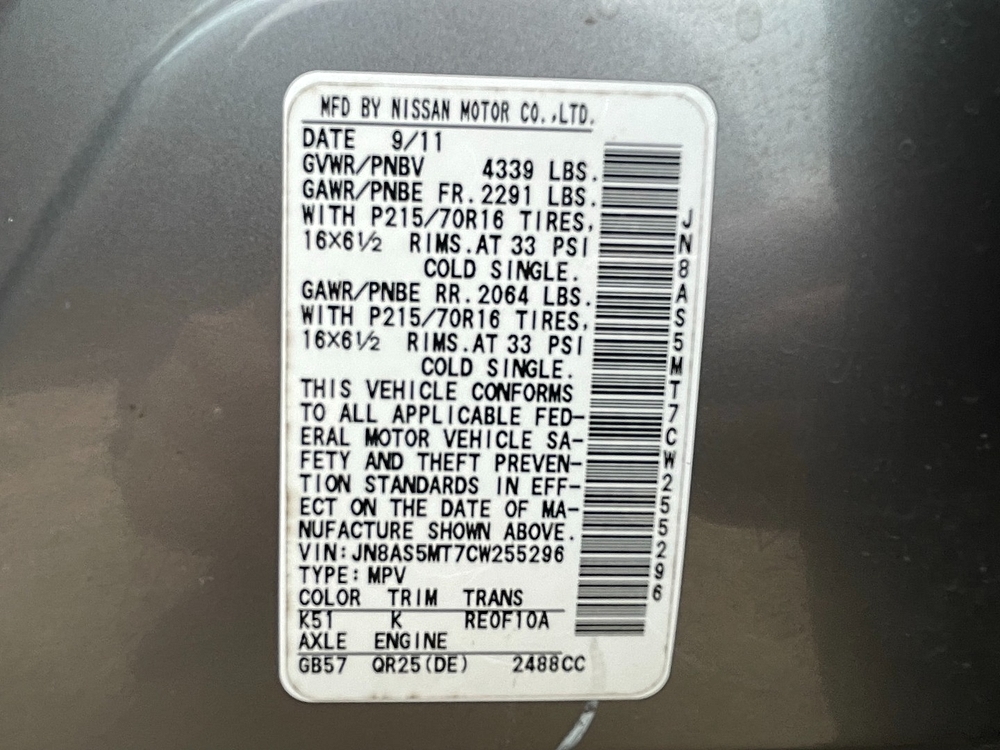 MFD BY NISSAN MOTOR CO.,LTD.
DATE 9/11
GVWR/PNBV 4339 LBS.
GAWR/PNBE FR.2291 LBS.
WITH P215/70R16 TIRES,
16X6½ RIMS.AT 33 PSI
COLD SINGLE.
GAWR/PNBE RR.2064 LBS.
WITH P215/70R16 TIRES,
16X6½ RIMS.AT 33 PSI
COLD SINGLE.
THIS VEHICLE CONFORMS
TO ALL APPLICABLE FED-
ERAL MOTOR VEHICLE SA-
FETY AND THEFT PREVEN-
TION STANDARDS IN EFF-
ECT ON THE DATE OF MA-
NUFACTURE SHOWN ABOVE.
VIN:JN8AS5MT7CW255296
TYPE:MPV
COLOR TRIM TRANS
K51 K RE0F10A
AXLE ENGINE
GB57 QR25(DE) 2488CC
JN8AS5MT7CW255296